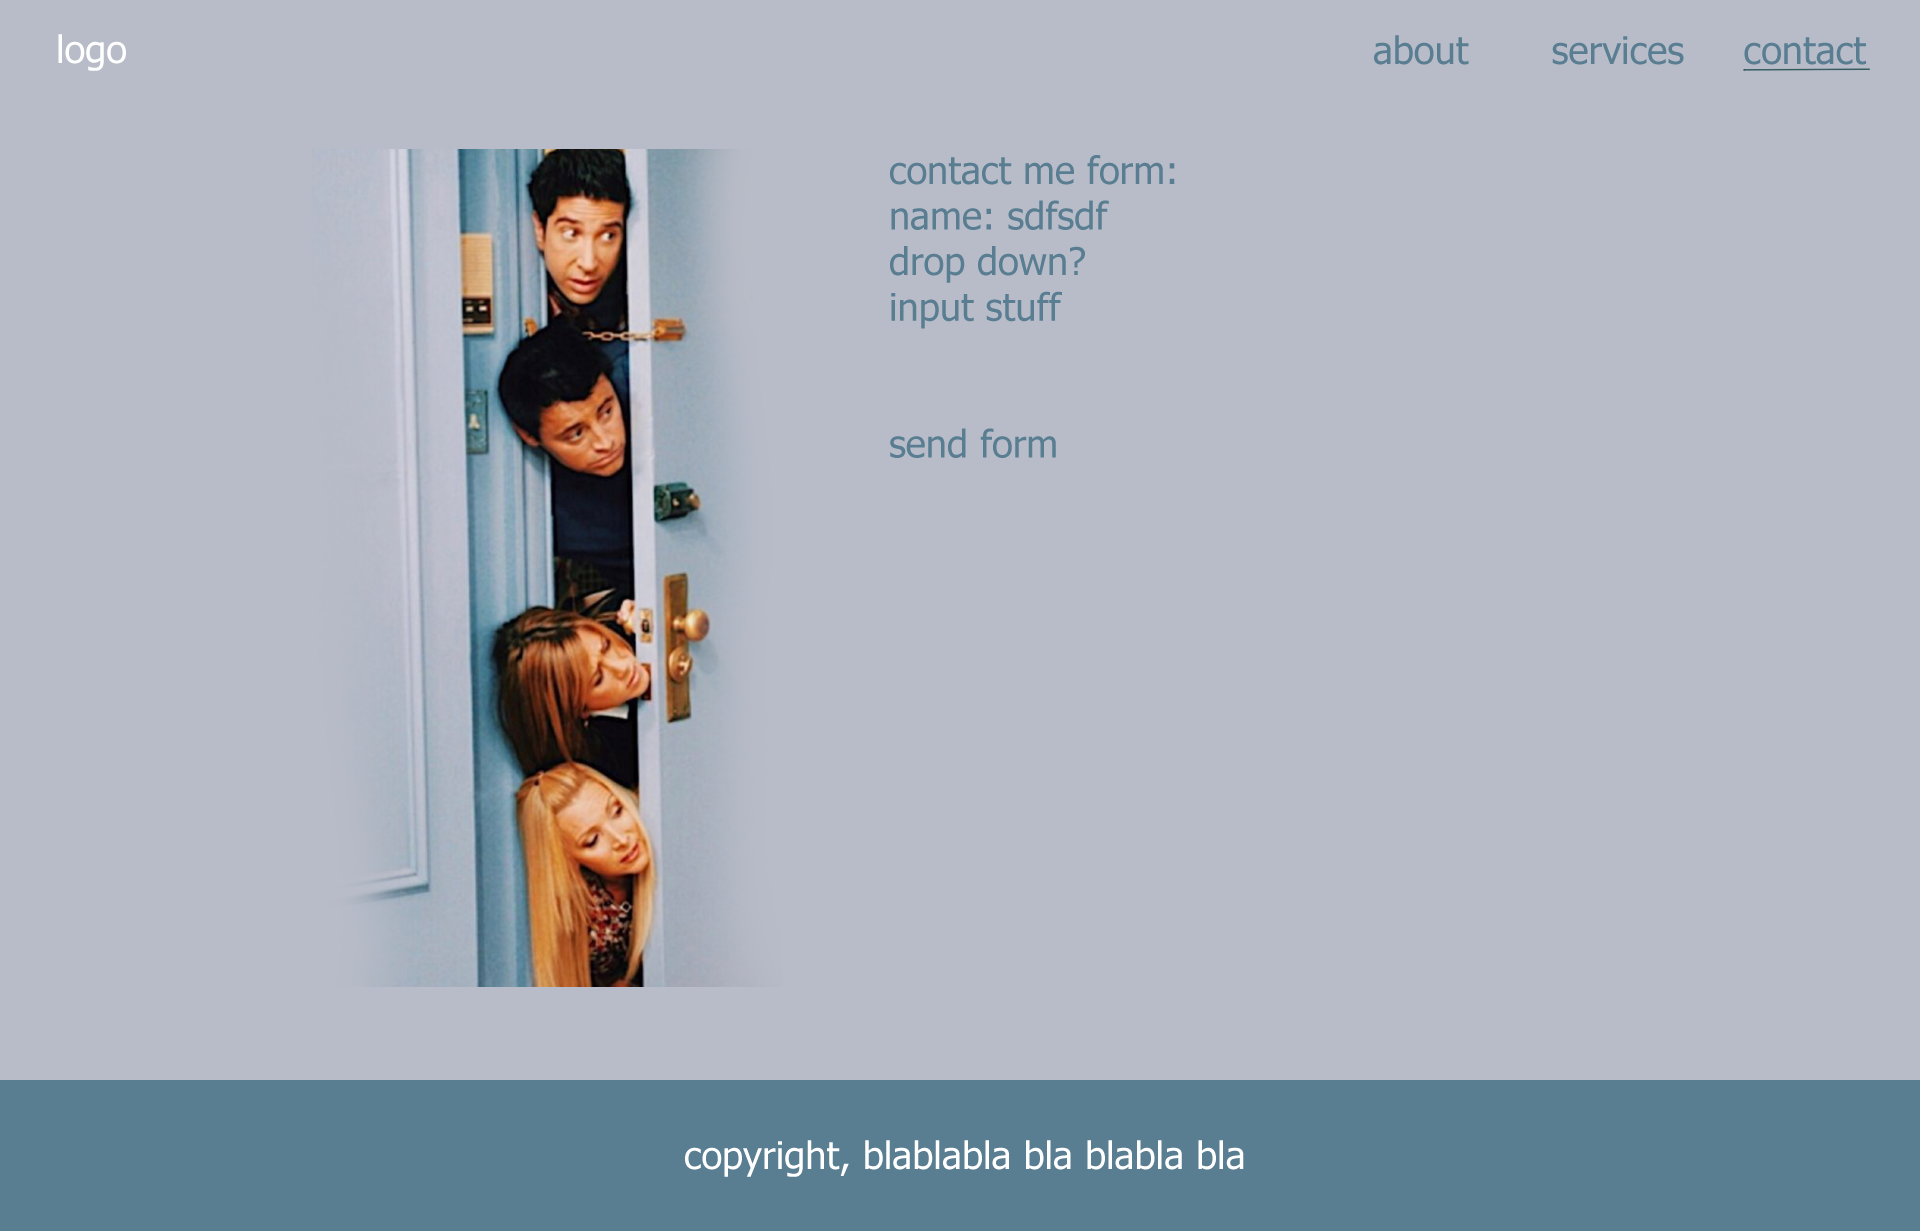 logo
about services contact
contact me form:
name: sdfsdf
drop down?
input stuff
send form
copyright, blablabla bla blabla bla